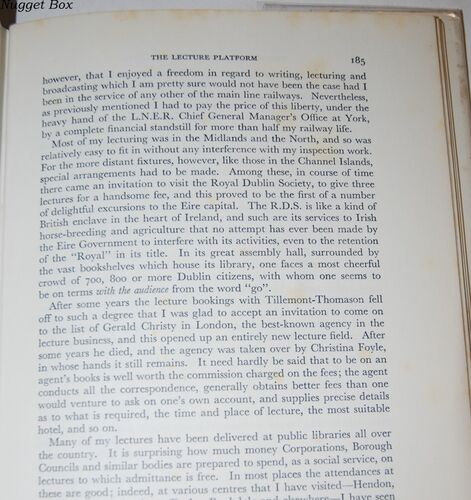 Nugget Box
THE LECTURE PLATFORM 185
however, that I enjoyed a freedom in regard to writing, lecturing and
broadcasting which I am pretty sure would not have been the case had I
been in the service of any other of the main line railways. Nevertheless,
as previously mentioned I had to pay the price of this liberty, under the
heavy hand of the L.N.E.R. Chief General Manager's Office at York,
by a complete financial standstill for more than half my railway life.
Most of my lecturing was in the Midlands and the North, and so was
relatively easy to fit in without any interference with my inspection work.
For the more distant fixtures, however, like those in the Channel Islands,
special arrangements had to be made. Among these, in course of time
there came an invitation to visit the Royal Dublin Society, to give three
lectures for a handsome fee, and this proved to be the first of a number
of delightful excursions to the Eire capital. The R.D.S. is like a kind of
British enclave in the heart of Ireland, and such are its services to Irish
horse-breeding and agriculture that no attempt has ever been made by
the Eire Government to interfere with its activities, even to the retention
of the "Royal" in its title. In its great assembly hall, surrounded by
the vast bookshelves which house its library, one faces a most cheerful
crowd of 700, 800 or more Dublin citizens, with whom one seems to
be on terms with the audience from the word "go".
After some years the lecture bookings with Tillemont-Thomason fell
off to such a degree that I was glad to accept an invitation to come on
to the list of Gerald Christy in London, the best-known agency in the
lecture business, and this opened up an entirely new lecture field. After
some years he died, and the agency was taken over by Christina Foyle,
in whose hands it still remains. It need hardly be said that to be on an
agent's books is well worth the commission charged on the fees; the agent
conducts all the correspondence, generally obtains better fees than one
would venture to ask on one's own account, and supplies precise details
as to what is required, the time and place of lecture, the most suitable
hotel, and so on.
Many of my lectures have been delivered at public libraries all over
the country. It is surprising how much money Corporations, Borough
Councils and similar bodies are prepared to spend, as a social service, on
lectures to which admittance is free. In most places the attendances at
these are good; indeed, at various centres that I have visited—Hendon,
I have seen